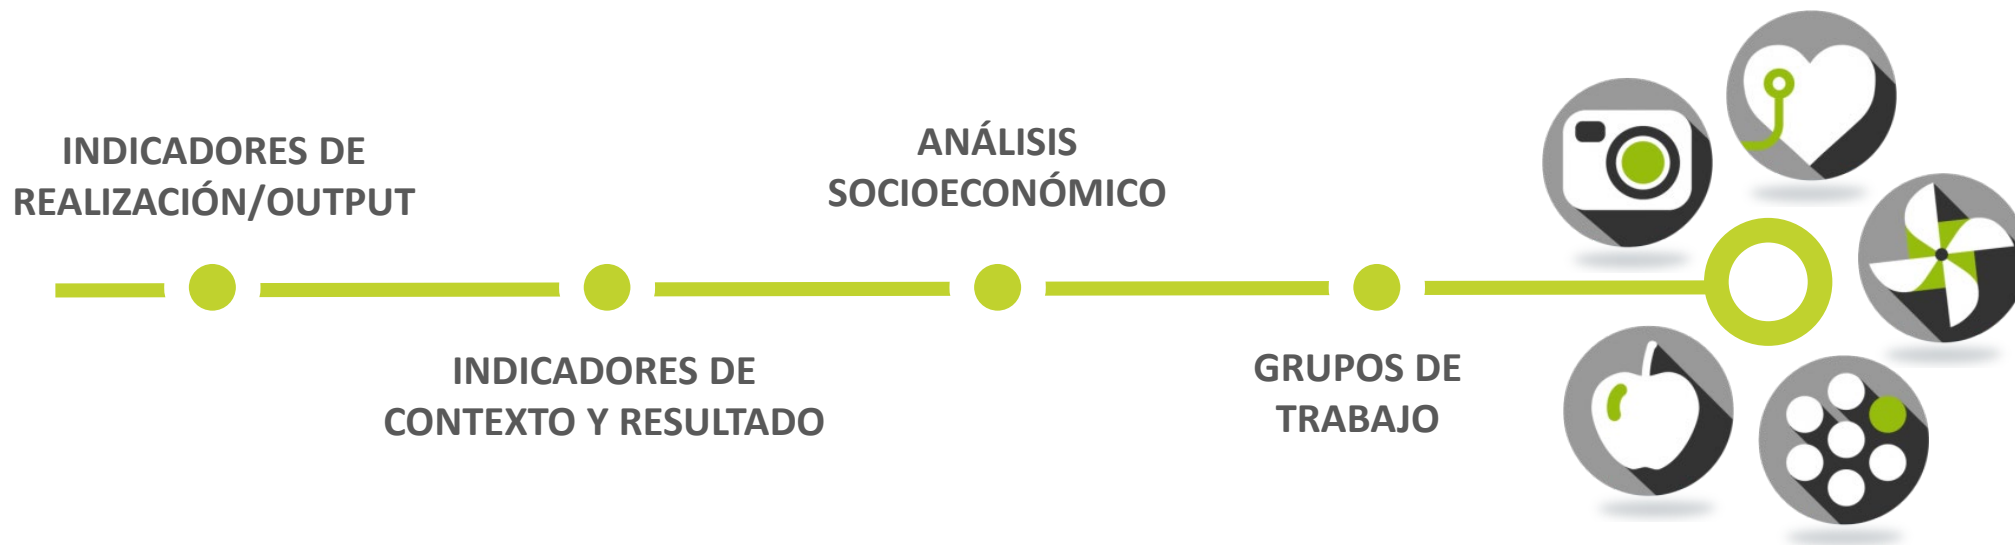 INDICADORES DE
REALIZACIÓN/OUTPUT
INDICADORES DE
CONTEXTO Y RESULTADO
ANÁLISIS
SOCIOECONÓMICO
GRUPOS DE
TRABAJO